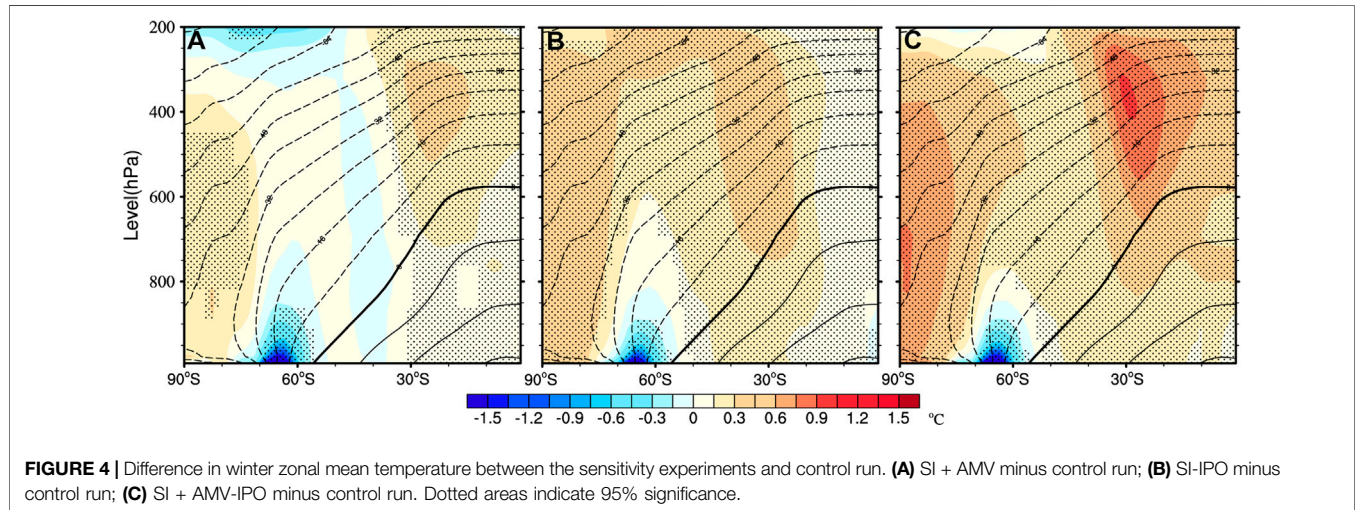 A
B
C
200
400
600
800
Level(hPa)
90°S 60°S 30°S
90°S 60°S 30°S
90°S 60°S 30°S
-1.5 -1.2 -0.9 -0.6 -0.3 0 0.3 0.6 0.9 1.2 1.5 °C
FIGURE 4 | Difference in winter zonal mean temperature between the sensitivity experiments and control run. (A) SI + AMV minus control run; (B) SI-IPO minus
control run; (C) SI + AMV-IPO minus control run. Dotted areas indicate 95% significance.